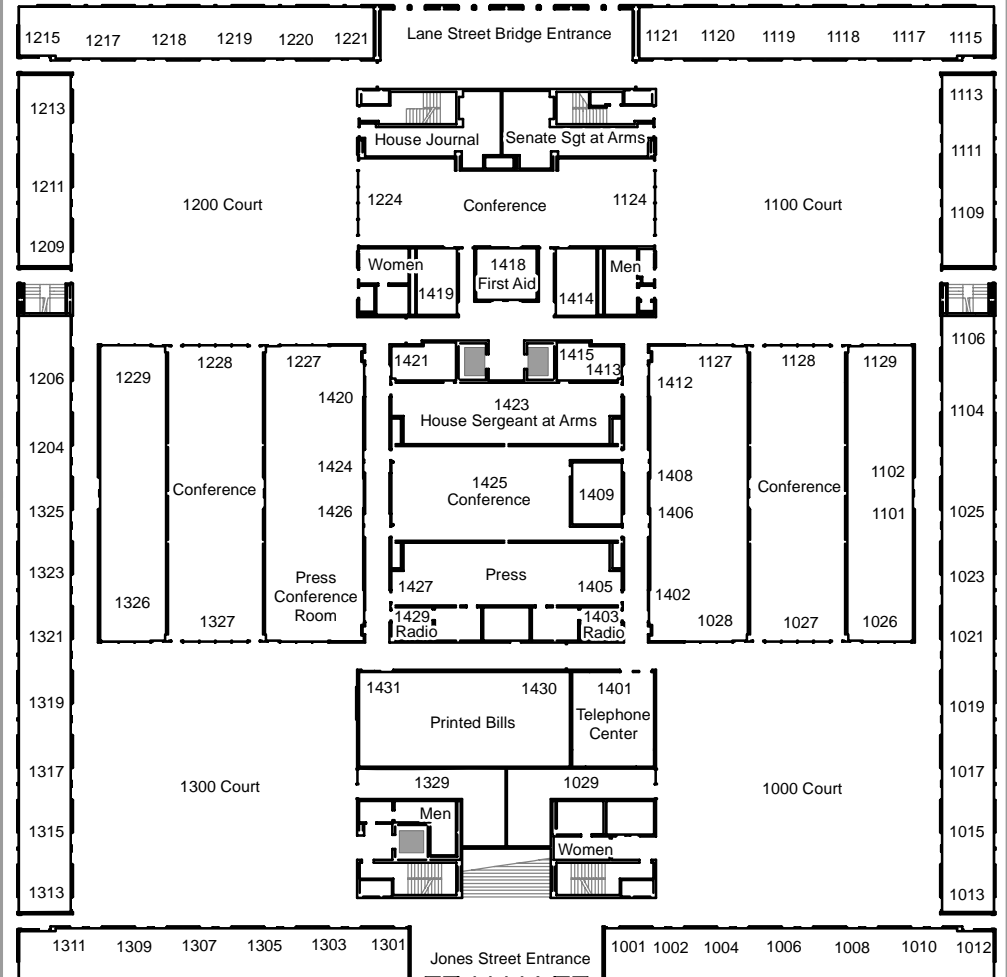 1215 1217 1218 1219 1220 1221 Lane Street Bridge Entrance 1121 1120 1119 1118 1117 1115
1213 1113
House Journal Senate Sgt at Arms
1111
1211 1224 1124
1200 Court Conference 1100 Court
1109
1209
Women 1418 Men
First Aid
1419 1414
1106
1229 1228 1227 1421 1415 1127 1128 1129
1413
1206 1412
1420
1423 1104
House Sergeant at Arms
1204
1424 1408 1102
Conference 1425 1409 Conference
Conference
1325 1426 1406 1101 1025
1323 Press 1023
Press
Conference
Room
1427 1405
1326 1402
1429 1403
Radio Radio
1327 1028 1027 1026
1321 1021
1431 1430 1401
1319 Telephone 1019
Center
Printed Bills
1317 1017
1329 1029
1300 Court 1000 Court
Men
1315 1015
Women
1313 1013
1311 1309 1307 1305 1303 1301 Jones Street Entrance 1001 1002 1004 1006 1008 1010 1012